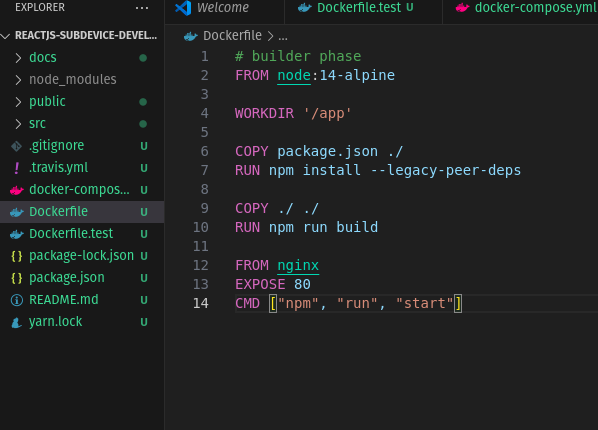 EXPLORER ...
Welcome Dockerfile.test U docker-compose.yml
REACTJS-SUBDEVICE-DEVEL...
Dockerfile > ...
docs
node_modules
public
src
.gitignore U
.travis.yml U
docker-compos... U
Dockerfile U
Dockerfile.test U
package-lock.json U
package.json U
README.md U
yarn.lock U
1 # builder phase
2 FROM node:14-alpine
3
4 WORKDIR '/app'
5
6 COPY package.json ./
7 RUN npm install --legacy-peer-deps
8
9 COPY ./ ./
10 RUN npm run build
11
12 FROM nginx
13 EXPOSE 80
14 CMD ["npm", "run", "start"]